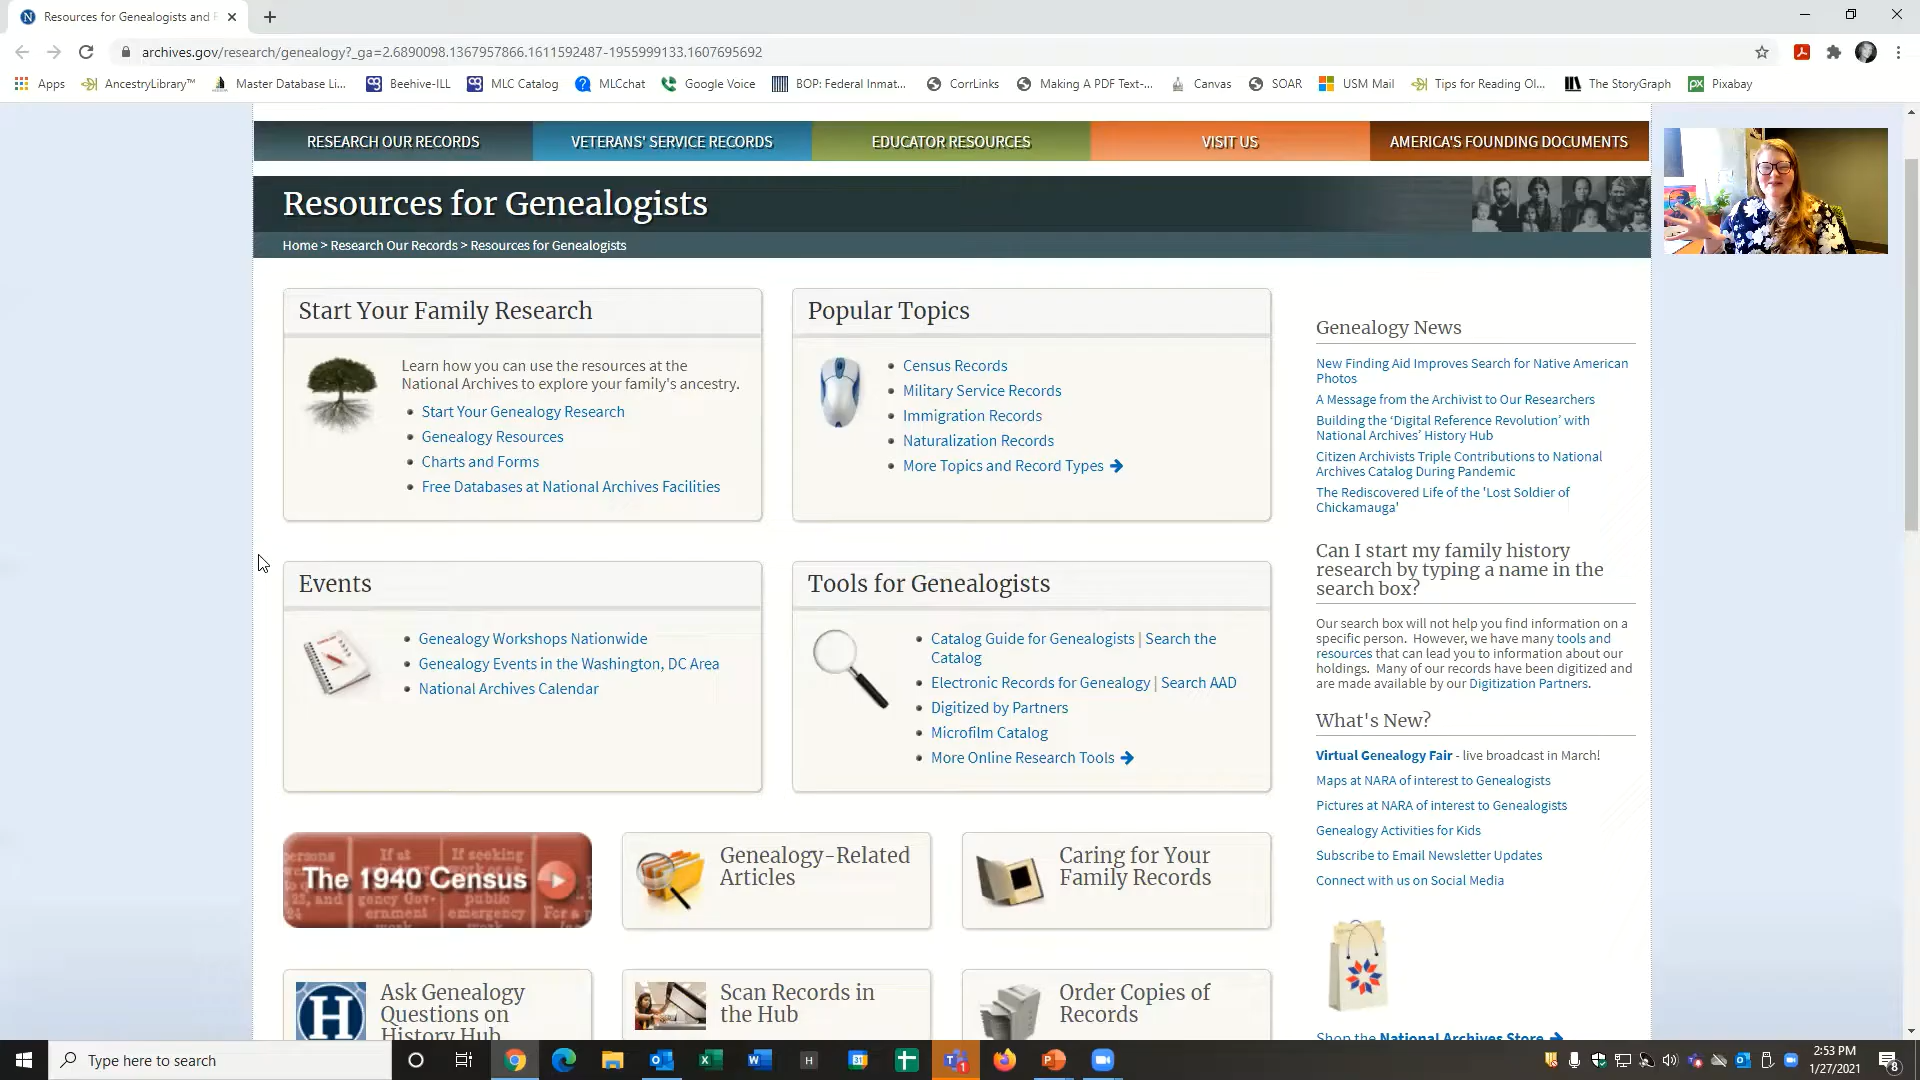 Resources for Genealogists and
archives.gov/research/genealogy?_ga=2.6890098.1367957866.1611592487-1955999133.1607695692
Apps
AncestryLibrary™
Master Database Li...
Beehive-ILL
MLC Catalog
MLCchat
Google Voice
BOP: Federal Inmat...
CorrLinks
Making A PDF Text-...
Canvas
SOAR
USM Mail
Tips for Reading Ol...
The StoryGraph
Pixabay
RESEARCH OUR RECORDS
VETERANS' SERVICE RECORDS
EDUCATOR RESOURCES
VISIT US
AMERICA'S FOUNDING DOCUMENTS
Resources for Genealogists
Home > Research Our Records > Resources for Genealogists
Start Your Family Research
Learn how you can use the resources at the
National Archives to explore your family's ancestry.
Start Your Genealogy Research
Genealogy Resources
Charts and Forms
Free Databases at National Archives Facilities
Popular Topics
Census Records
Military Service Records
Immigration Records
Naturalization Records
More Topics and Record Types
Events
Genealogy Workshops Nationwide
Genealogy Events in the Washington, DC Area
National Archives Calendar
Tools for Genealogists
Catalog Guide for Genealogists | Search the
Catalog
Electronic Records for Genealogy | Search AAD
Digitized by Partners
Microfilm Catalog
More Online Research Tools
The 1940 Census
Genealogy-Related
Articles
Caring for Your
Family Records
H
Ask Genealogy
Questions on
History Hub
Scan Records in
the Hub
Order Copies of
Records
Genealogy News
New Finding Aid Improves Search for Native American
Photos
A Message from the Archivist to Our Researchers
Building the ‘Digital Reference Revolution’ with
National Archives’ History Hub
Citizen Archivists Triple Contributions to National
Archives Catalog During Pandemic
The Rediscovered Life of the 'Lost Soldier of
Chickamauga'
Can I start my family history
research by typing a name in the
search box?
Our search box will not help you find information on a
specific person. However, we have many tools and
resources that can lead you to information about our
holdings. Many of our records have been digitized and
are made available by our Digitization Partners.
What's New?
Virtual Genealogy Fair - live broadcast in March!
Maps at NARA of interest to Genealogists
Pictures at NARA of interest to Genealogists
Genealogy Activities for Kids
Subscribe to Email Newsletter Updates
Connect with us on Social Media
Shop the National Archives Store
Type here to search
2:53 PM
1/27/2021
8